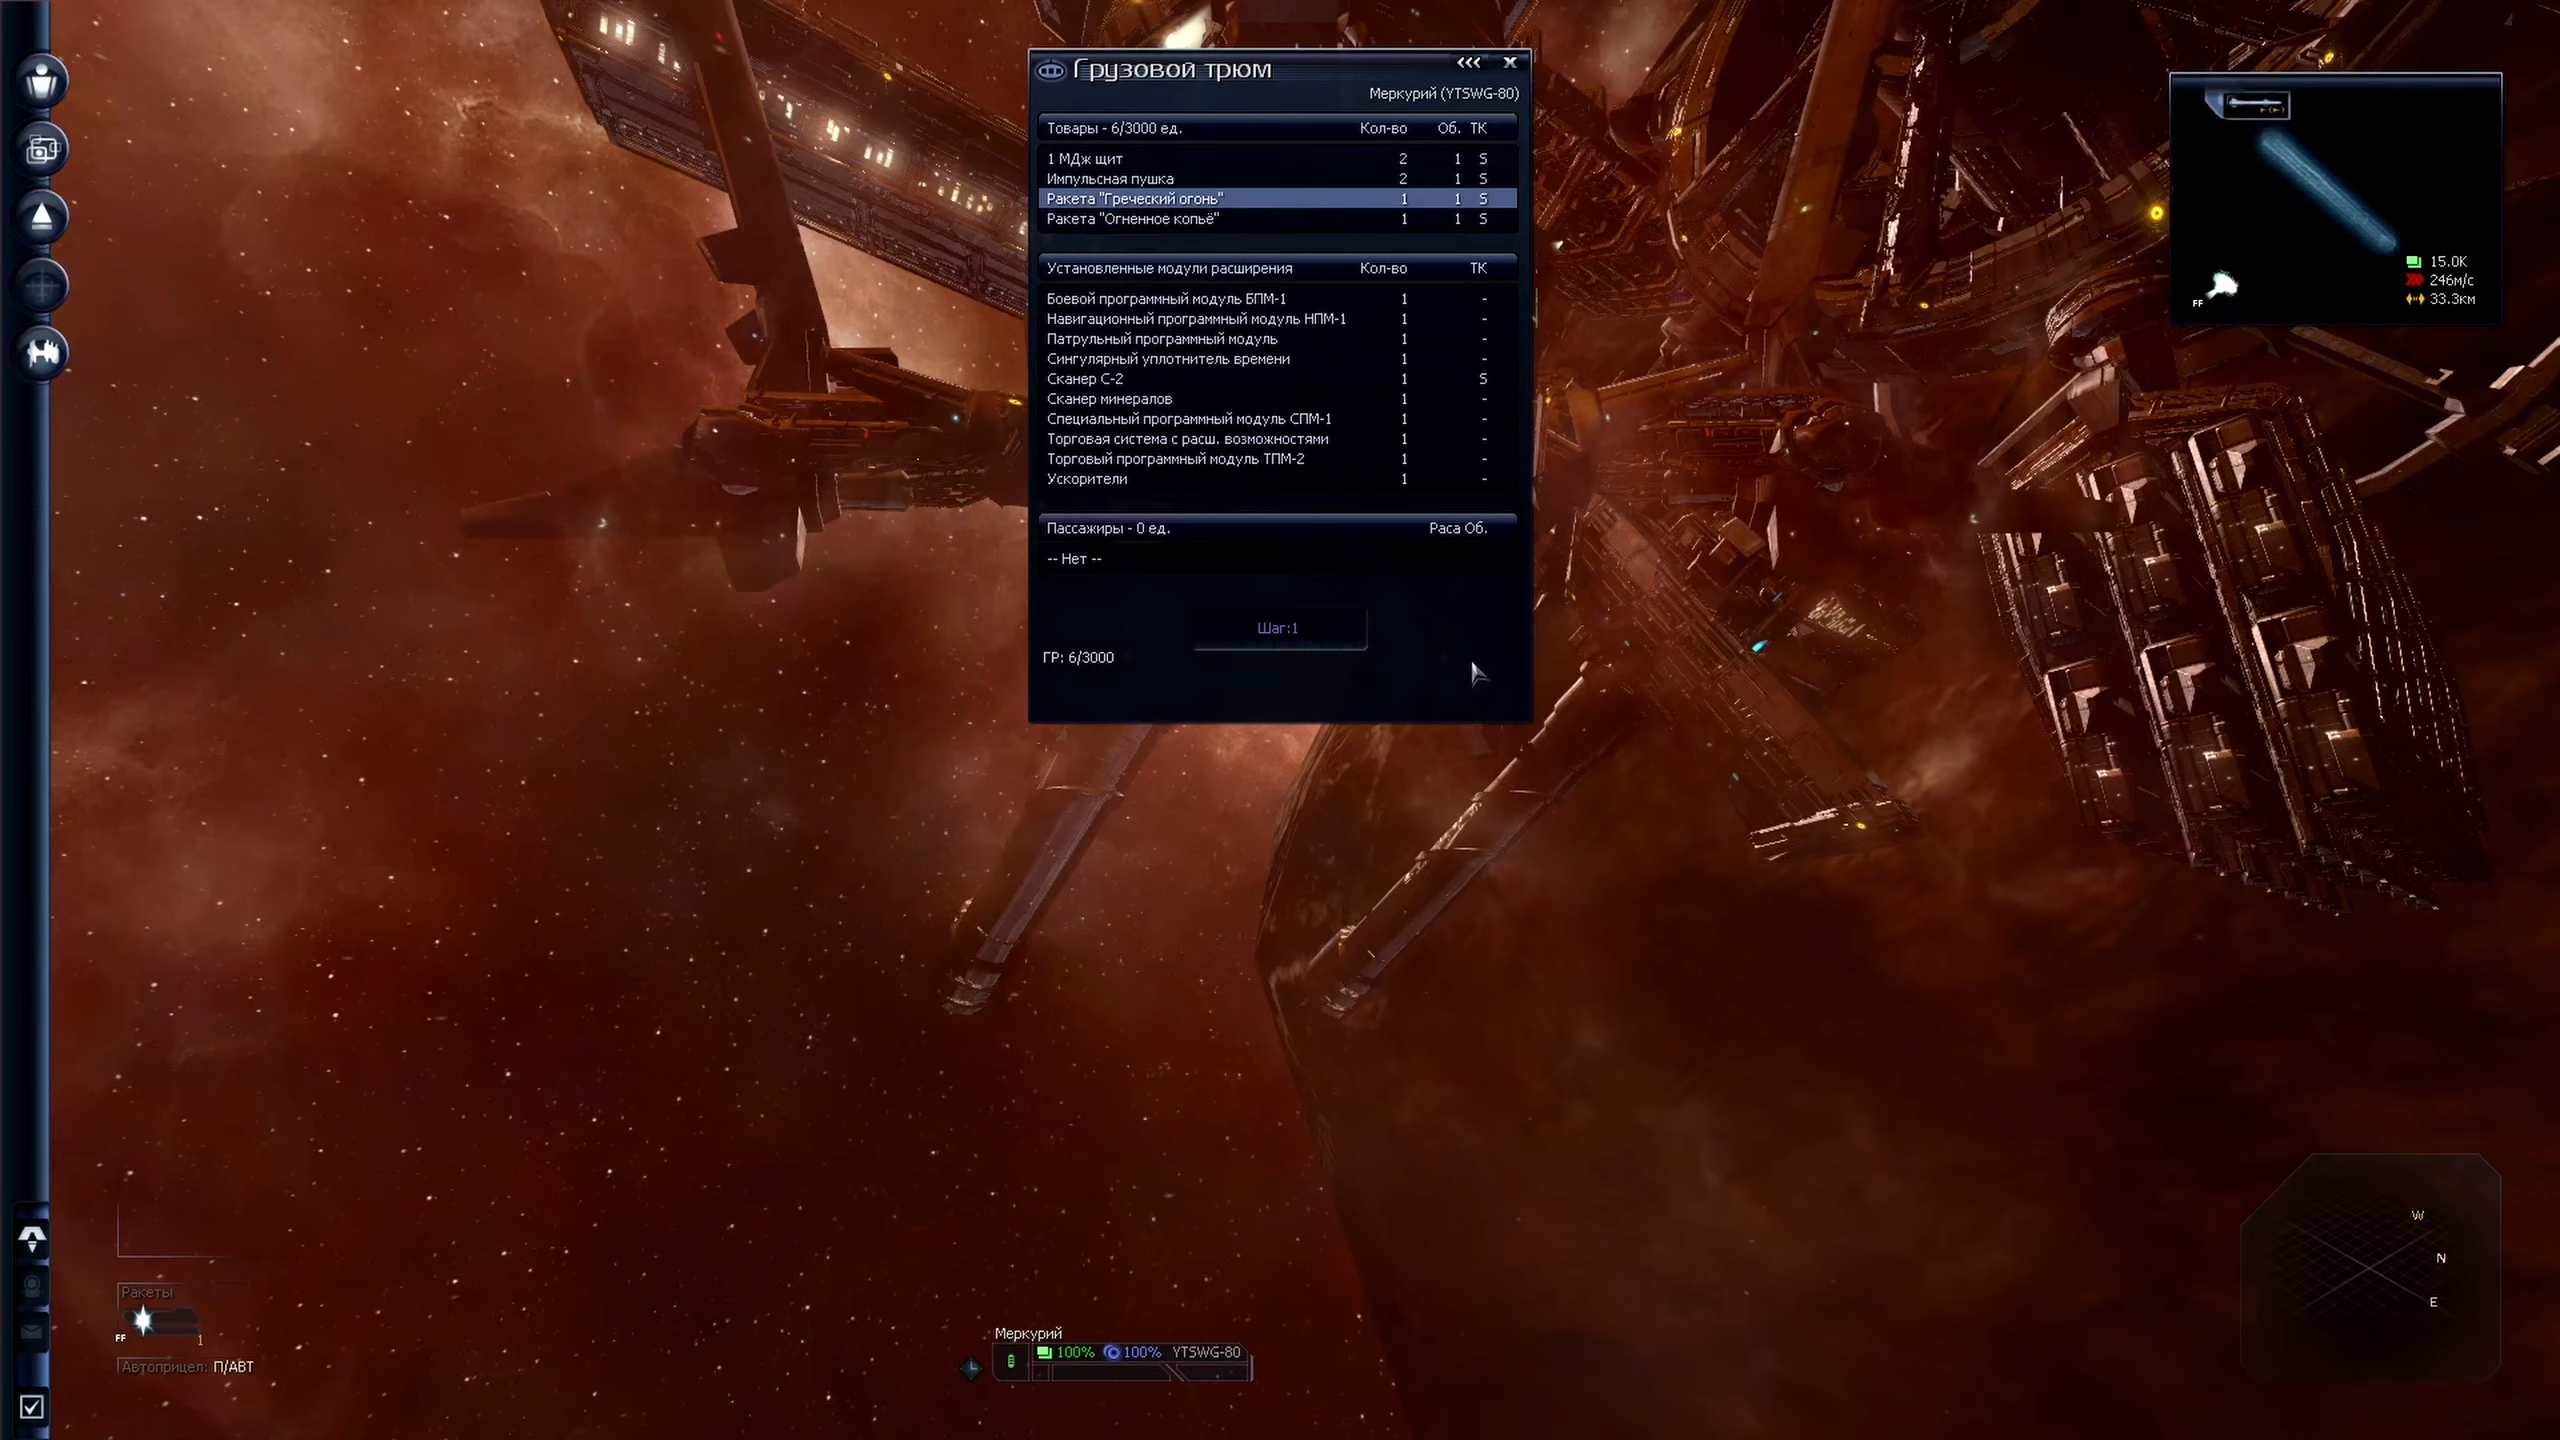 Грузовой трюм
Меркурий (YTSWG-80)
Товары - 6/3000 ед. Кол-во Об. ТК
1 МДж щит 2 1 S
Импульсная пушка 2 1 S
Ракета "Греческий огонь" 1 1 S
Ракета "Огненное копьё" 1 1 S
Установленные модули расширения Кол-во ТК
Боевой программный модуль БПМ-1 1 -
Навигационный программный модуль НПМ-1 1 -
Патрульный программный модуль 1 -
Сингулярный уплотнитель времени 1 -
Сканер С-2 1 S
Сканер минералов 1 -
Специальный программный модуль СПМ-1 1 -
Торговая система с расш. возможностями 1 -
Торговый программный модуль ТПМ-2 1 -
Ускорители 1 -
Пассажиры - 0 ед. Раса Об.
-- Нет --
Шаг:1
ГР: 6/3000
15.0K
246м/с
33.3км
FF
W
N
E
Ракеты
FF 1
Автоприцел: П/АВТ
Меркурий
100% 100% YTSWG-80